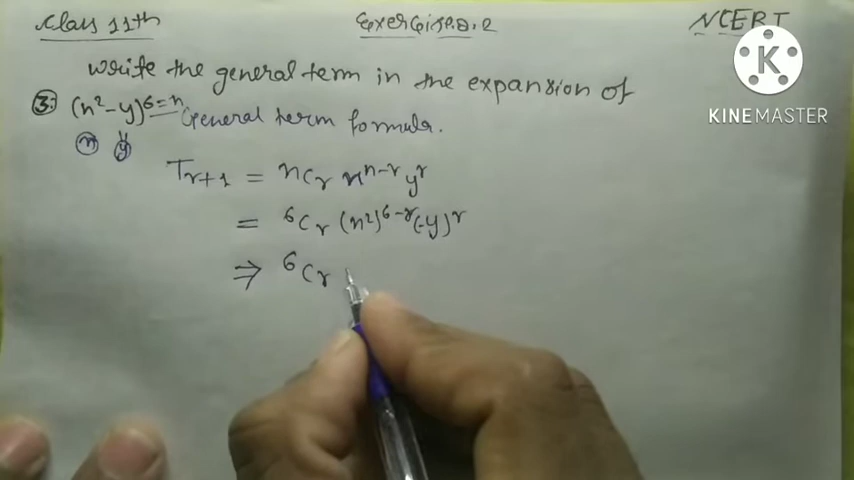 Class 11th Exercise 8.2 NCERT
K
KINEMASTER
Write the general term in the expansion of
3. (x²-y)⁶ = n General term formula.
x y
Tr+1 = nCr xⁿ⁻ʳ yʳ
= ⁶Cr (x²)⁶⁻ʳ (-y)ʳ
⇒ ⁶Cr